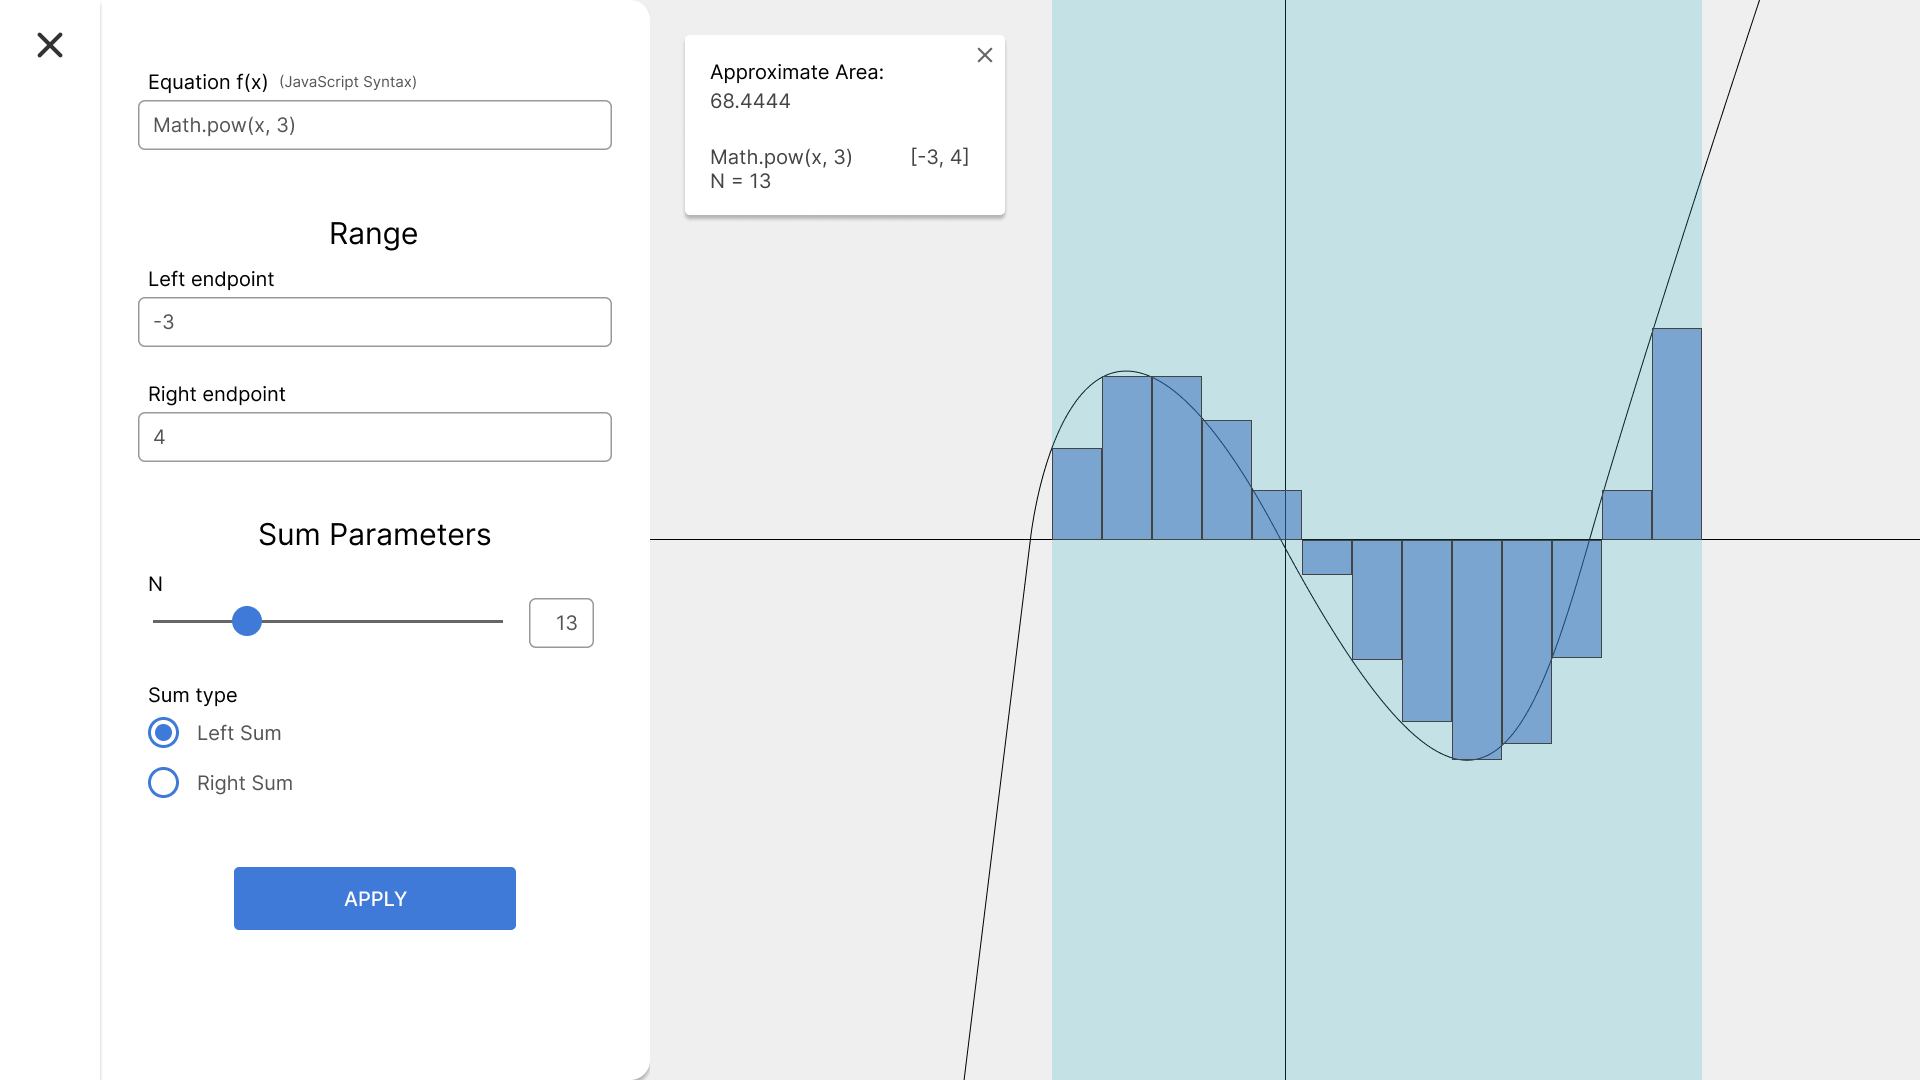 Equation f(x) (JavaScript Syntax)
Math.pow(x, 3)
Range
Left endpoint
-3
Right endpoint
4
Sum Parameters
N
13
Sum type
Left Sum
Right Sum
APPLY
Approximate Area:
68.4444
Math.pow(x, 3) [-3, 4]
N = 13